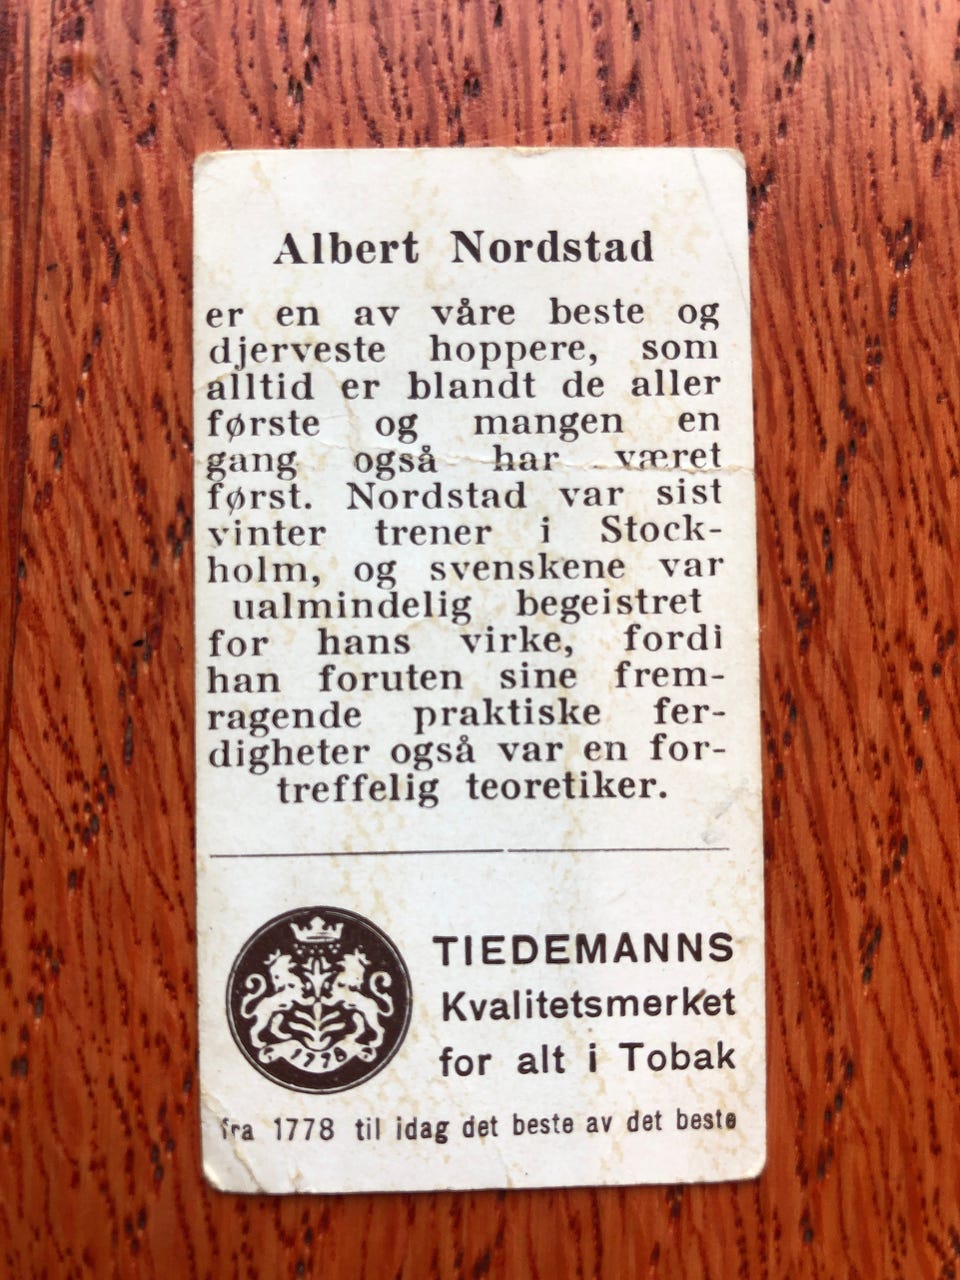 Albert Nordstad
er en av våre beste og
djerveste hoppere, som
alltid er blandt de aller
første og mangen en
gang også har været
først. Nordstad var sist
vinter trener i Stock-
holm, og svenskene var
ualmindelig begeistret
for hans virke, fordi
han foruten sine frem-
ragende praktiske fer-
digheter også var en for-
treffelig teoretiker.
1778
TIEDEMANNS
Kvalitetsmerket
for alt i Tobak
fra 1778 til idag det beste av det beste